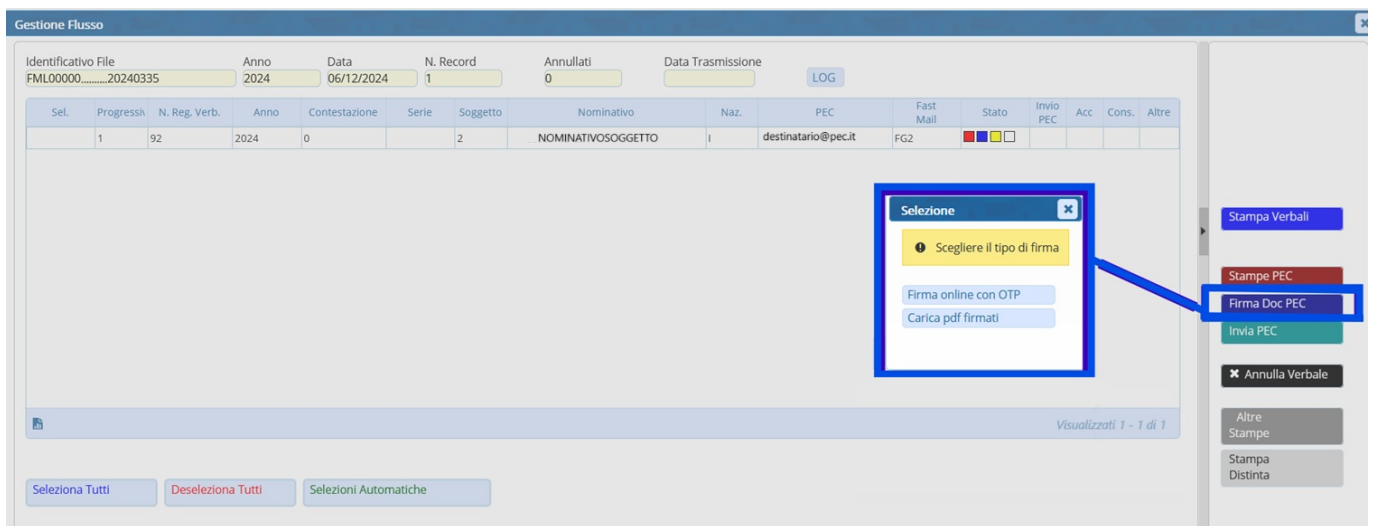 Gestione Flusso
Identificativo File Anno Data N. Record Annullati Data Trasmissione
FML00000..........20240335 2024 06/12/2024 1 0 LOG
Sel. Progressiv N. Reg. Verb. Anno Contestazione Serie Soggetto Nominativo Naz. PEC Fast Mail Stato Invio PEC Acc Cons. Altre
1 92 2024 0 2 NOMINATIVOSOGGETTO I destinatario@pec.it FG2
Selezione
Scegliere il tipo di firma
Firma online con OTP
Carica pdf firmati
Stampa Verbali
Stampe PEC
Firma Doc PEC
Invia PEC
Annulla Verbale
Altre
Stampe
Stampa
Distinta
Visualizzati 1 - 1 di 1
Seleziona Tutti Deseleziona Tutti Selezioni Automatiche